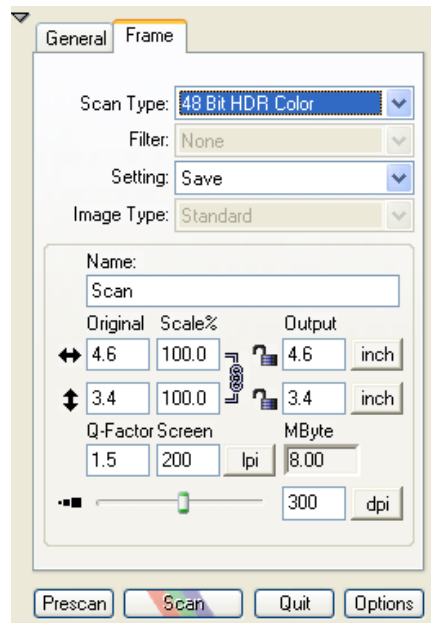 General Frame
Scan Type: 48 Bit HDR Color
Filter: None
Setting: Save
Image Type: Standard
Name:
Scan
Original Scale% Output
4.6 100.0 4.6 inch
3.4 100.0 3.4 inch
Q-Factor Screen MByte
1.5 200 lpi 8.00
300 dpi
Prescan Scan Quit Options